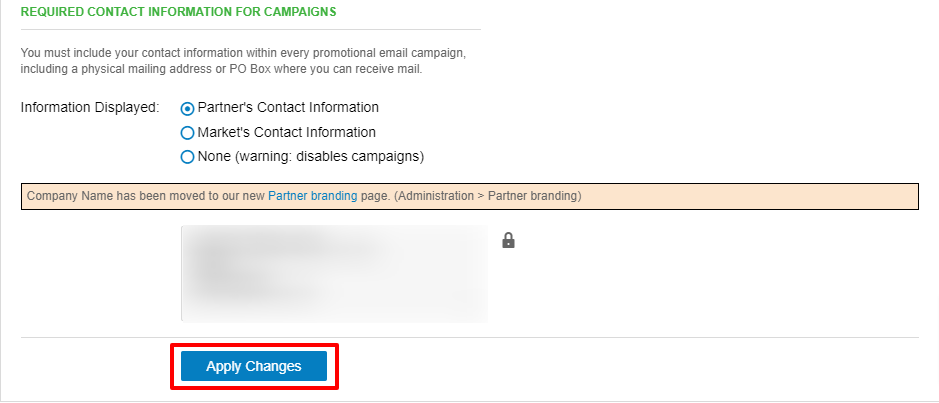 REQUIRED CONTACT INFORMATION FOR CAMPAIGNS
You must include your contact information within every promotional email campaign,
including a physical mailing address or PO Box where you can receive mail.
Information Displayed:
Partner's Contact Information
Market's Contact Information
None (warning: disables campaigns)
Company Name has been moved to our new Partner branding page. (Administration > Partner branding)
Apply Changes